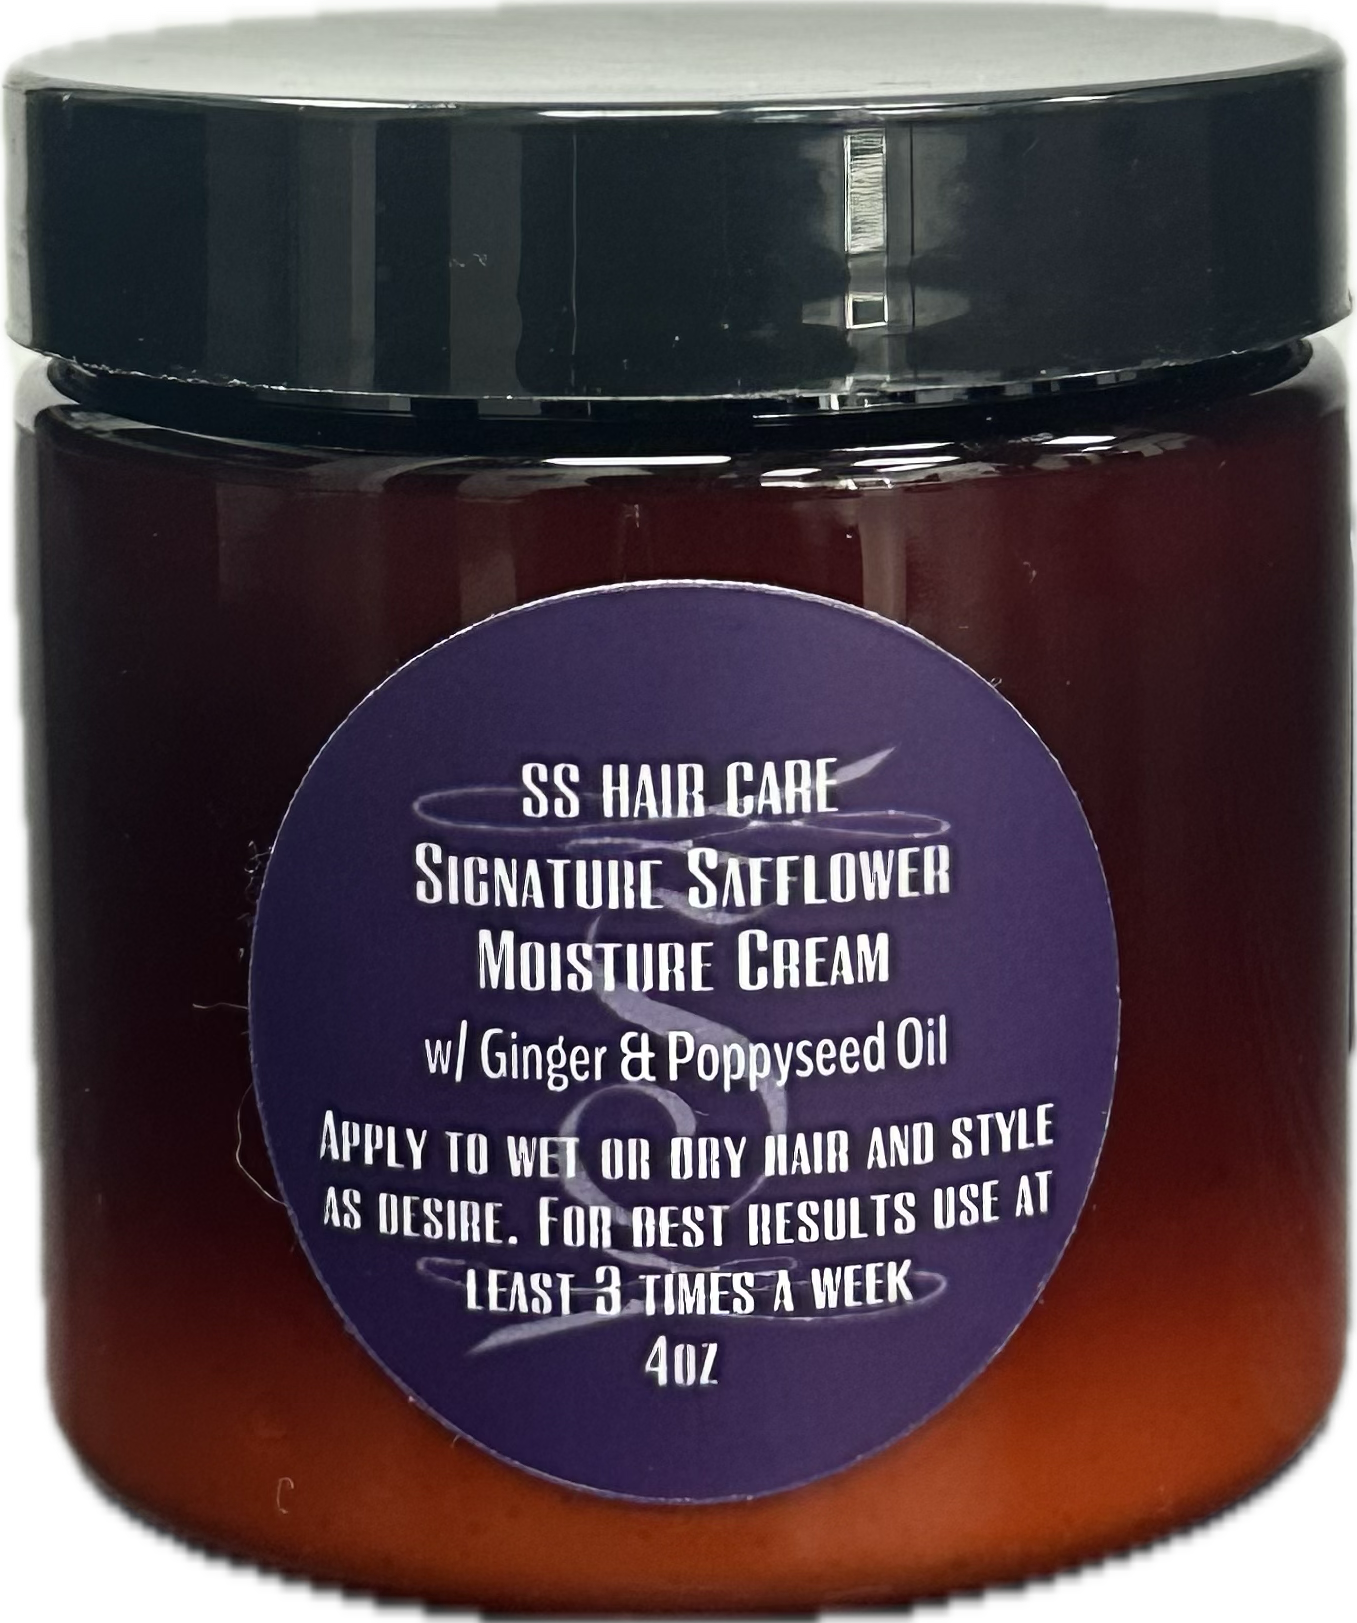 SS HAIR CARE
SIGNATURE SAFFLOWER
MOISTURE CREAM
w/ Ginger & Poppyseed Oil
APPLY TO WET OR DRY HAIR AND STYLE
AS DESIRE. FOR BEST RESULTS USE AT
LEAST 3 TIMES A WEEK
4OZ